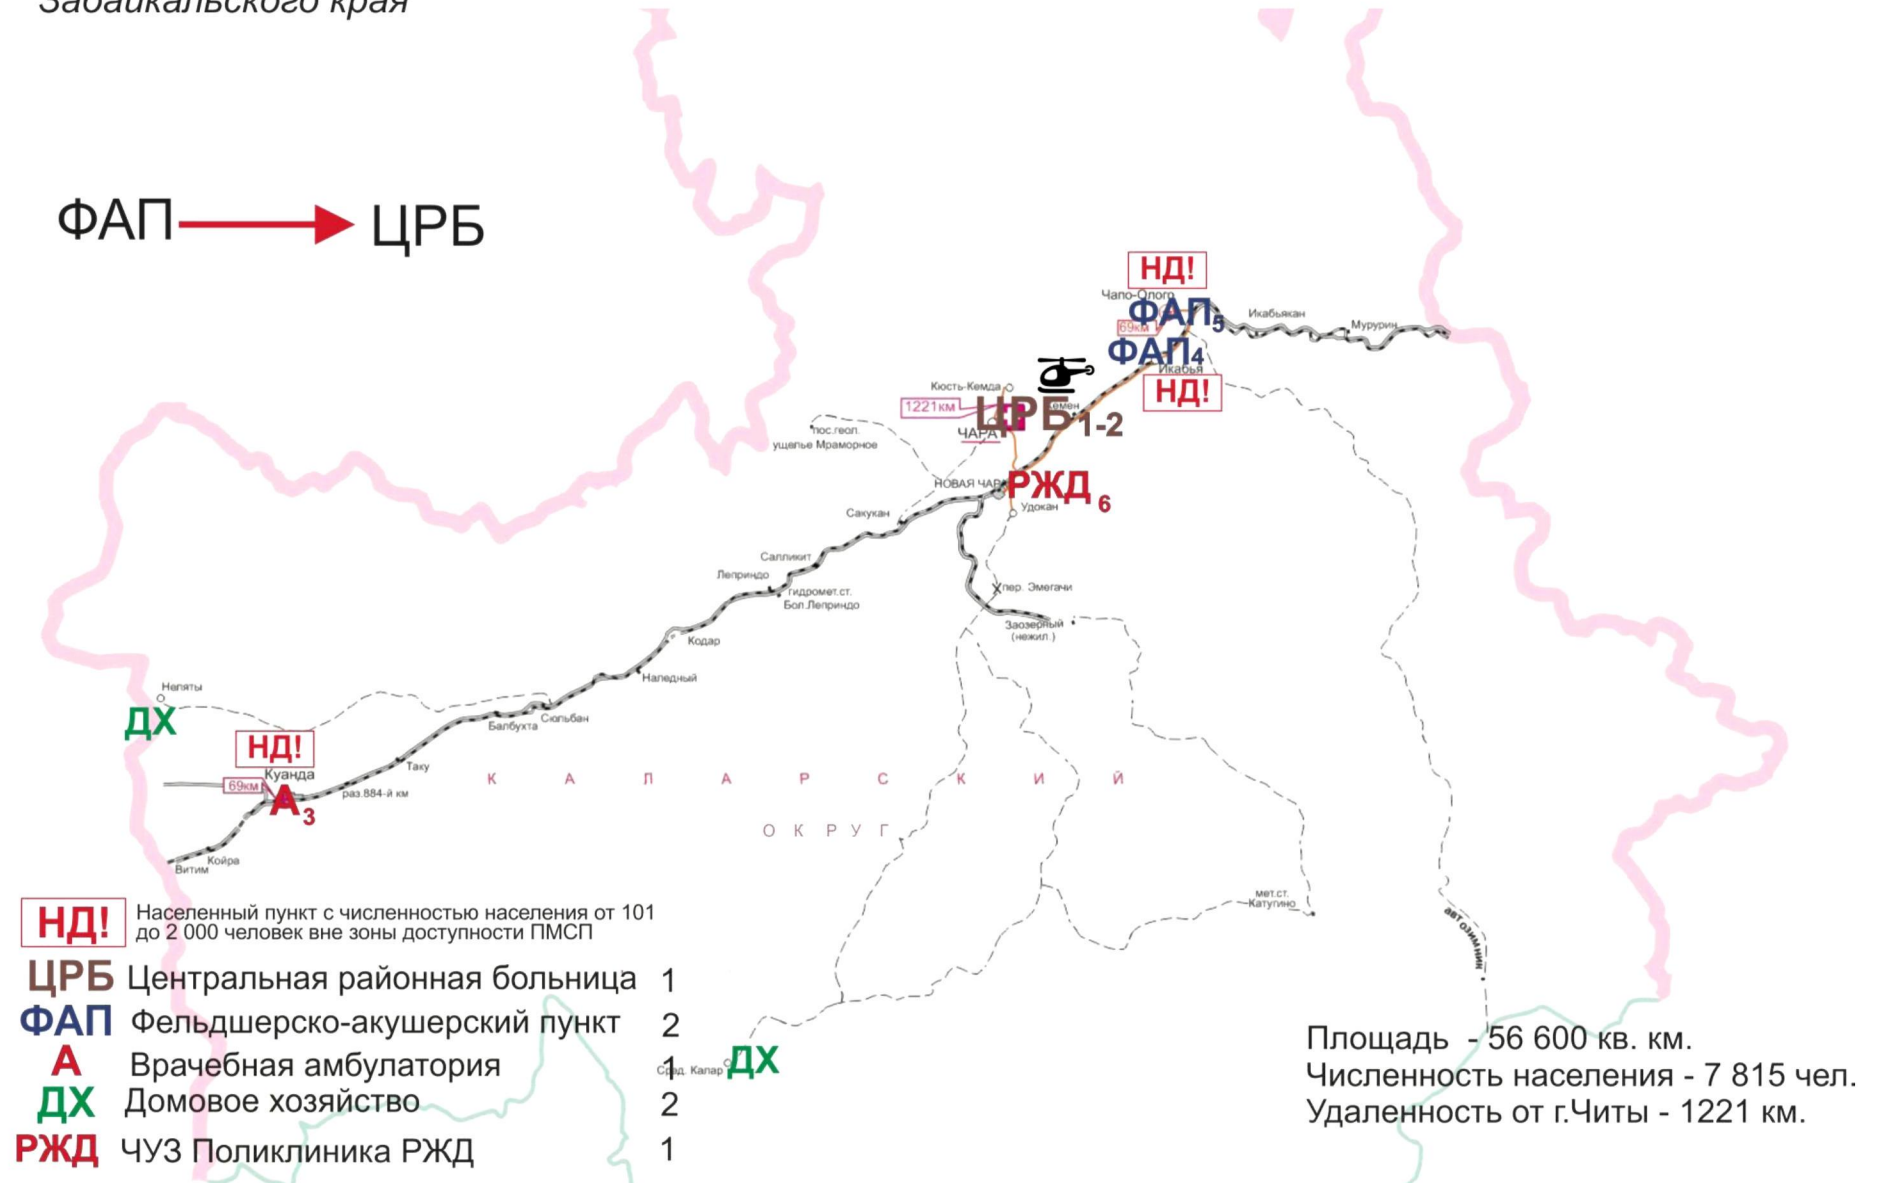 Забайкальского края
ФАП
ЦРБ
НД!
Чапо-Олого
ФАП5
69км
Икабьякан
Мурурин
ФАП4
Икабья
НД!
Кюсть-Кемда
1221км
Кемен
ЦРБ1-2
ЧАРА
пос.геол.
ущелье Мраморное
НОВАЯ ЧАРА
РЖД 6
Удокан
Сакукан
Салликит
Леприндо
гидромет.ст.
Бол.Леприндо
пер. Эмегачи
Заозерный
(нежил.)
Кодар
Наледный
Неляты
ДХ
Балбухта
Сюльбан
НД!
Куанда
Таку
69км
А3
раз.884-й км
К А Л А Р С К И Й
О К Р У Г
Койра
Витим
мет.ст.
Катугино
автозимник
НД!
Населенный пункт с численностью населения от 101
до 2 000 человек вне зоны доступности ПМСП
ЦРБ Центральная районная больница 1
ФАП Фельдшерско-акушерский пункт 2
А Врачебная амбулатория 1
ДХ Домовое хозяйство 2
РЖД ЧУЗ Поликлиника РЖД 1
Сред. Калар
ДХ
Площадь - 56 600 кв. км.
Численность населения - 7 815 чел.
Удаленность от г.Читы - 1221 км.